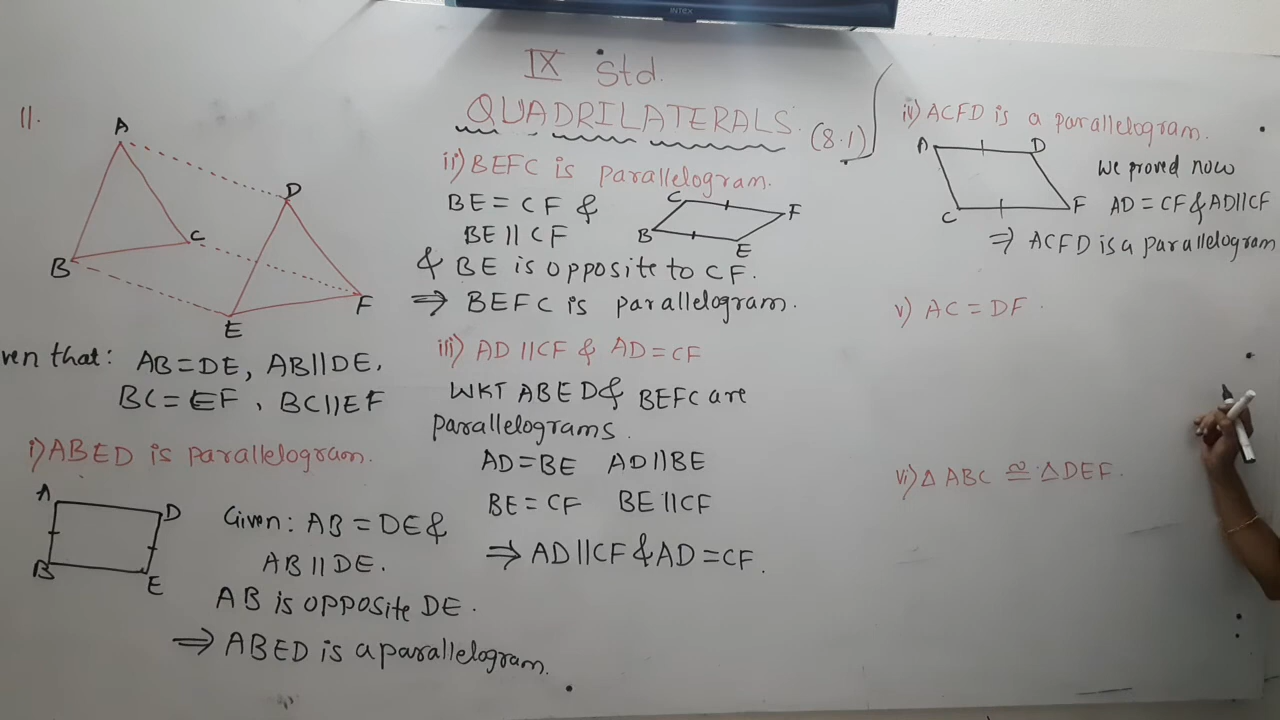 INTEX
IX Std.
QUADRILATERALS. (8.1)
11.
A
D
C
B
F
E
ven that: AB=DE, AB||DE,
BC=EF, BC||EF
i) ABED is parallelogram.
A
D
B
E
Given: AB=DE&
AB||DE.
AB is opposite DE.
⇒ ABED is a parallelogram.
ii) BEFC is parallelogram.
BE=CF &
BE||CF
C
F
B
E
& BE is opposite to CF.
⇒ BEFC is parallelogram.
iii) AD||CF & AD=CF
WKT ABED& BEFC are
parallelograms.
AD=BE AD||BE
BE=CF BE||CF
⇒ AD||CF & AD=CF.
iv) ACFD is a parallelogram.
A
D
C
F
We proved now
AD=CF & AD||CF
⇒ ACFD is a parallelogram
v) AC=DF.
vi) Δ ABC ≅ ΔDEF.